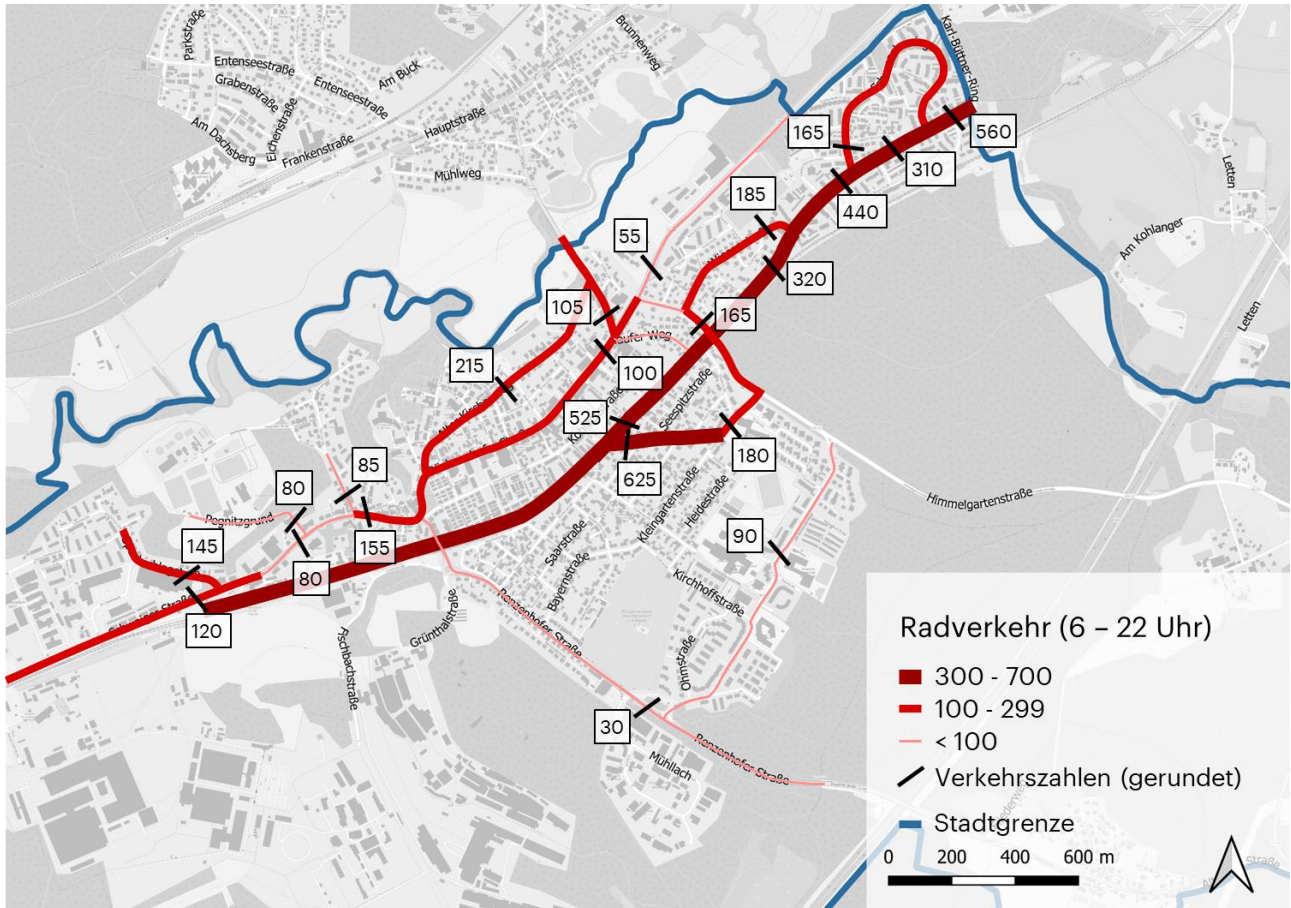 Parkstraße
Entenseestraße
Grabenstraße
Entenseestraße
Am Buck
Brunnenweg
Am Dachsberg
Eichenstraße
Frankenstraße
Hauptstraße
Mühlweg
Karl-Büttner-Ring
165
560
310
440
185
55
320
Letten
Am Kohlanger
Letten
105
165
100
215
Seespitzstraße
525
625
180
Himmelgartenstraße
Kleingartenstraße
Heidestraße
85
80
Pegnitzgrund
145
155
80
120
Saarstraße
Bayernstraße
90
Kirchhoffstraße
Grünthalstraße
Renzenhofer Straße
Ohmstraße
30
Mühllach
Renzenhofer Straße
Radverkehr (6 – 22 Uhr)
300 - 700
100 - 299
< 100
Verkehrszahlen (gerundet)
Stadtgrenze
0 200 400 600 m
Straße